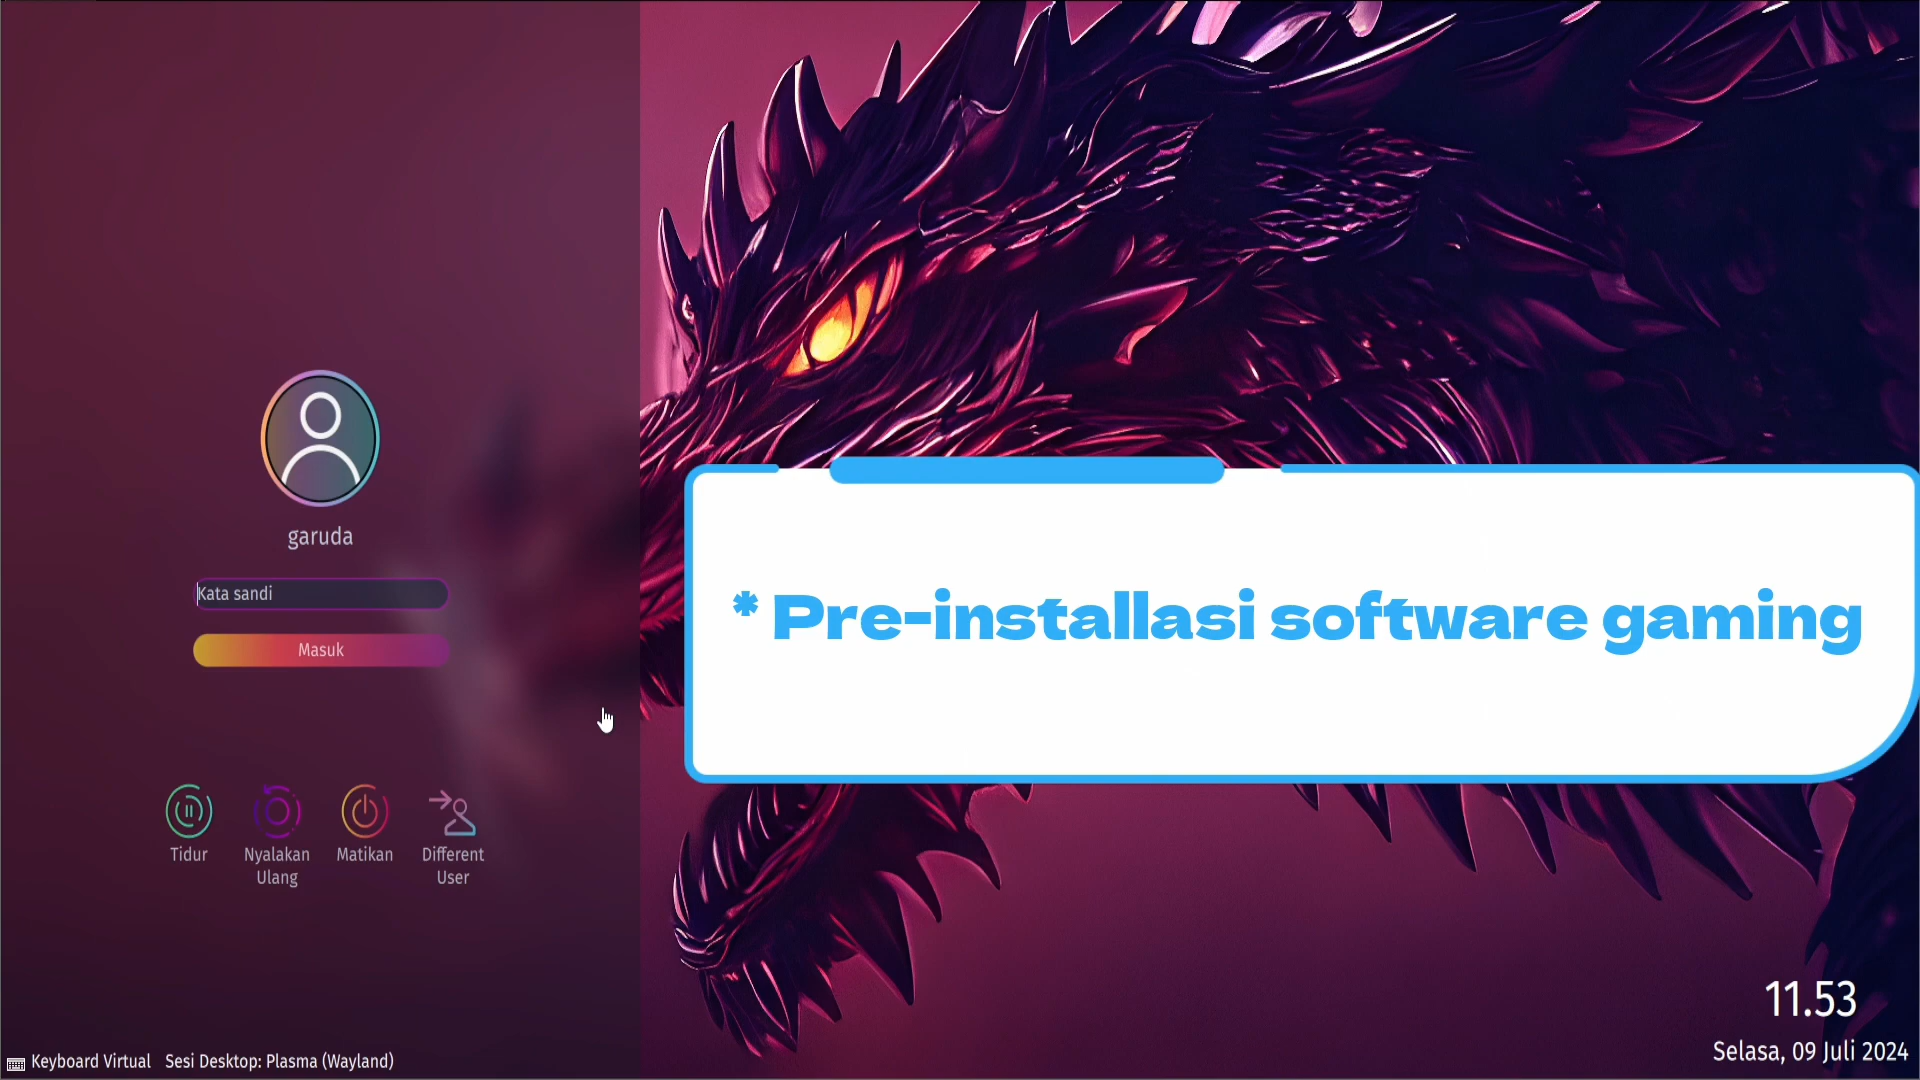 garuda
Kata sandi
Masuk
Tidur
Nyalakan
Ulang
Matikan
Different
User
Keyboard Virtual
Sesi Desktop: Plasma (Wayland)
* Pre-installasi software gaming
11.53
Selasa, 09 Juli 2024